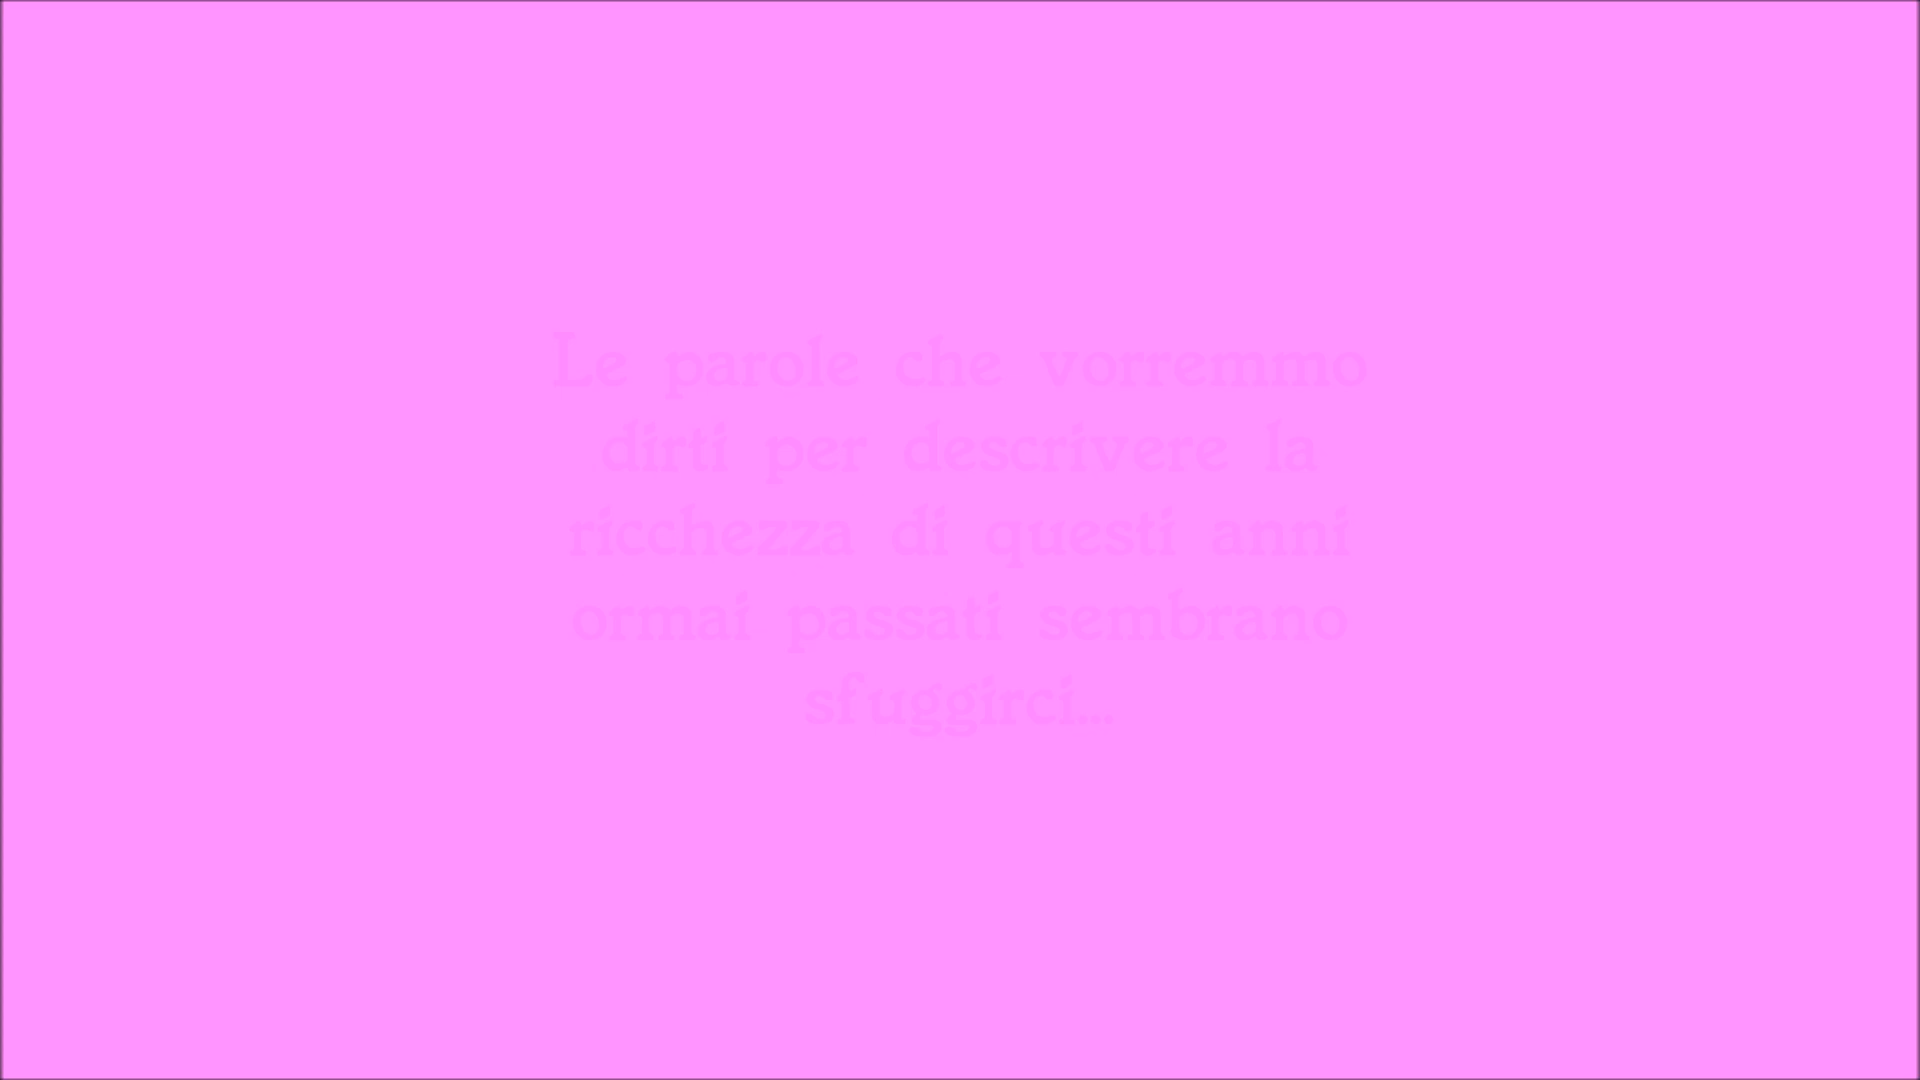 Le parole che vorremmo
dirti per descrivere la
ricchezza di questi anni
ormai passati sembrano
sfuggirci...